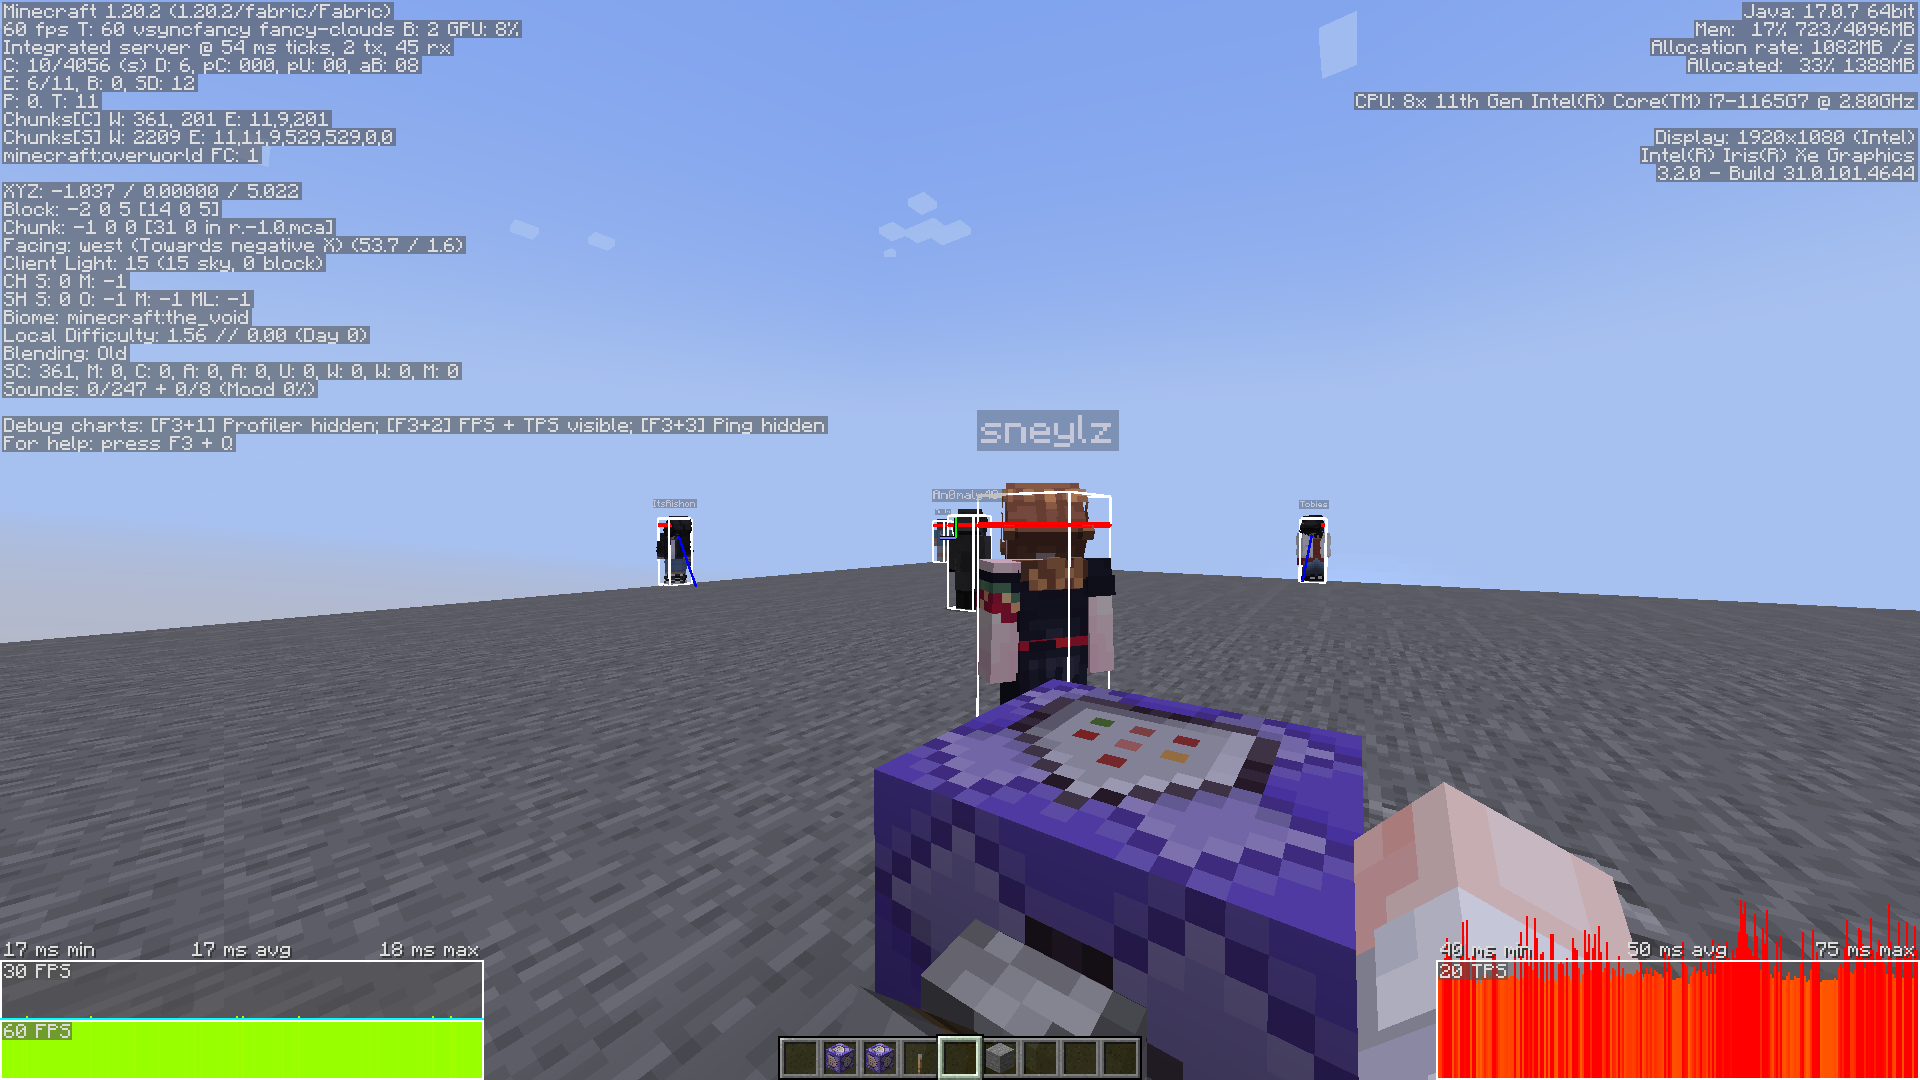 Minecraft 1.20.2 (1.20.2/fabric/Fabric)
60 fps T: 60 vsyncfancy fancy-clouds B: 2 GPU: 8%
Integrated server @ 54 ms ticks, 2 tx, 45 rx
C: 10/4056 (s) D: 6, pC: 000, pU: 00, aB: 08
E: 6/11, B: 0, SD: 12
P: 0. T: 11
Chunks[C] W: 361, 201 E: 11,9,201
Chunks[S] W: 2209 E: 11,11,9,529,529,0,0
minecraft:overworld FC: 1
XYZ: -1.037 / 0.00000 / 5.022
Block: -2 0 5 [14 0 5]
Chunk: -1 0 0 [31 0 in r.-1.0.mca]
Facing: west (Towards negative X) (53.7 / 1.6)
Client Light: 15 (15 sky, 0 block)
CH S: 0 M: -1
SH S: 0 O: -1 M: -1 ML: -1
Biome: minecraft:the_void
Local Difficulty: 1.56 // 0.00 (Day 0)
Blending: Old
SC: 361, M: 0, C: 0, A: 0, A: 0, U: 0, W: 0, W: 0, M: 0
Sounds: 0/247 + 0/8 (Mood 0%)
Debug charts: [F3+1] Profiler hidden; [F3+2] FPS + TPS visible; [F3+3] Ping hidden
For help: press F3 + Q
Java: 17.0.7 64bit
Mem: 17% 723/4096MB
Allocation rate: 1082MB /s
Allocated: 33% 1388MB
CPU: 8x 11th Gen Intel(R) Core(TM) i7-1165G7 @ 2.80GHz
Display: 1920x1080 (Intel)
Intel(R) Iris(R) Xe Graphics
3.2.0 - Build 31.0.101.4644
sneylz
ItsRishon
Tobies
17 ms min 17 ms avg 18 ms max
30 FPS
60 FPS
40 ms min 50 ms avg 75 ms max
20 TPS